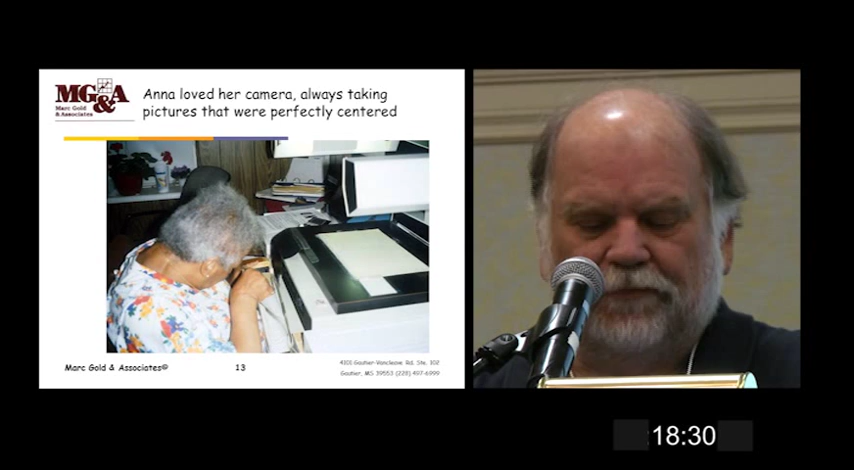 MG&A
Marc Gold
& Associates
Anna loved her camera, always taking
pictures that were perfectly centered
Marc Gold & Associates©
13
4101 Gautier-Vancleave Rd. Ste. 102
Gautier, MS 39553 (228) 497-6999
:18:30